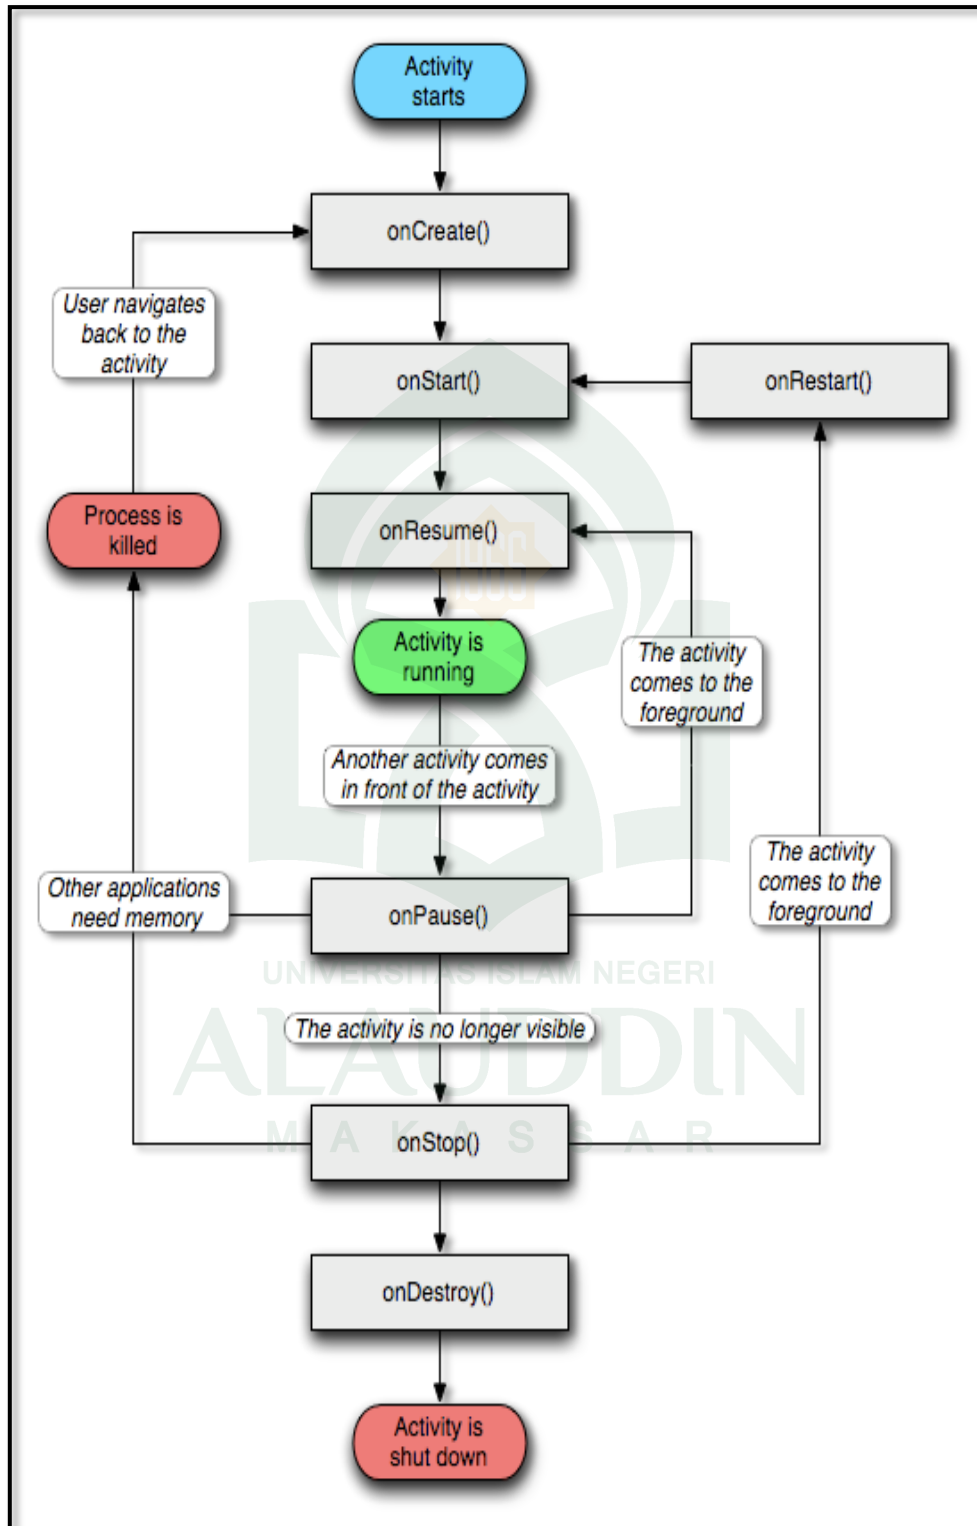 Activity
starts
onCreate()
User navigates
back to the
activity
onStart()
onRestart()
Process is
killed
onResume()
1965
Activity is
running
The activity
comes to the
foreground
Another activity comes
in front of the activity
The activity
comes to the
foreground
Other applications
need memory
onPause()
UNIVERSITAS ISLAM NEGERI
The activity is no longer visible
ALAUDDIN
onStop()
MAKASSAR
onDestroy()
Activity is
shut down